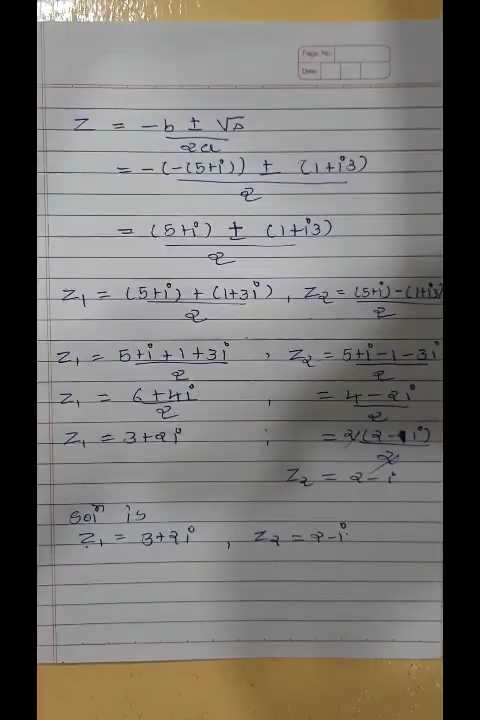 Page No.
Date
Z = -b ± √D / 2a
= -(-(5+i)) ± (1+i3) / 2
= (5+i) ± (1+i3) / 2
Z₁ = (5+i) + (1+3i) / 2 , Z₂ = (5+i) - (1+i3) / 2
Z₁ = 5+i+1+3i / 2 , Z₂ = 5+i-1-3i / 2
Z₁ = 6+4i / 2 , = 4-2i / 2
Z₁ = 3+2i ; = 2(2-i) / 2
Z₂ = 2-i
Solⁿ is
Z₁ = 3+2i , Z₂ = 2-i